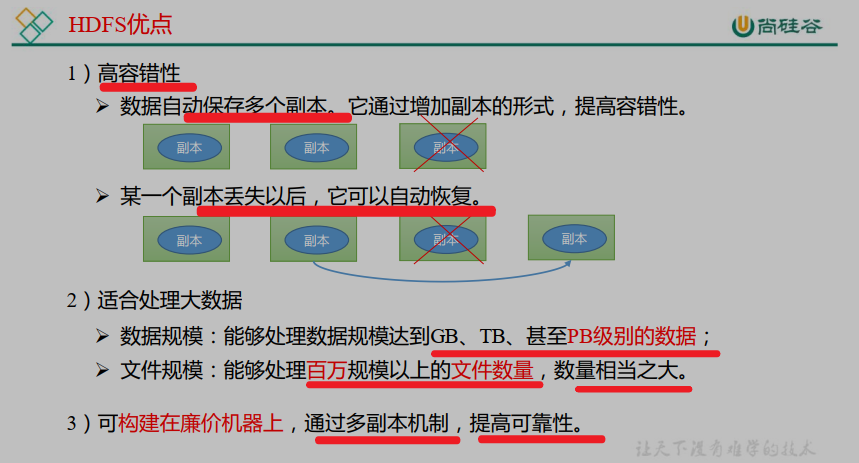 HDFS优点
尚硅谷
1）高容错性
➢ 数据自动保存多个副本。它通过增加副本的形式，提高容错性。
副本 副本 副本
➢ 某一个副本丢失以后，它可以自动恢复。
副本 副本 副本 副本
2）适合处理大数据
➢ 数据规模：能够处理数据规模达到GB、TB、甚至PB级别的数据；
➢ 文件规模：能够处理百万规模以上的文件数量，数量相当之大。
3）可构建在廉价机器上，通过多副本机制，提高可靠性。
让天下没有难学的技术